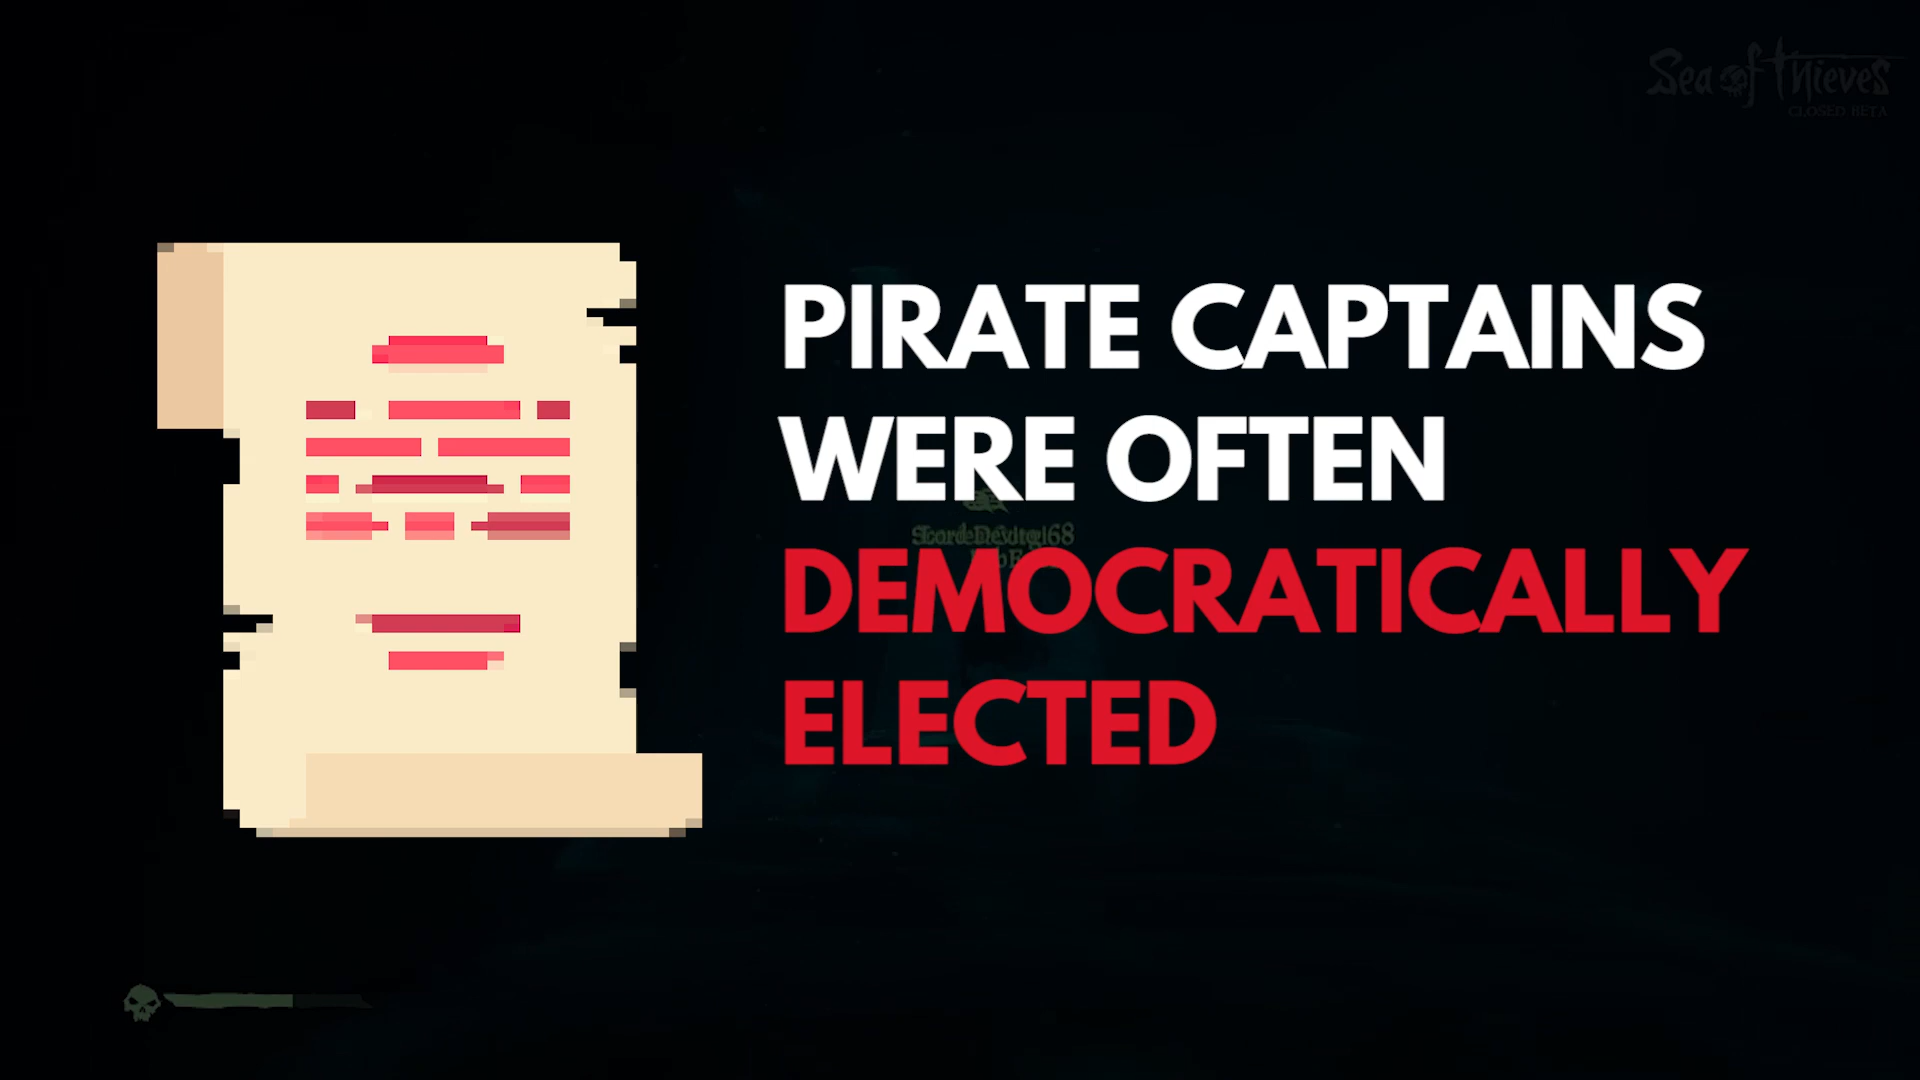 Sea of Thieves
CLOSED BETA
PIRATE CAPTAINS
WERE OFTEN
DEMOCRATICALLY
ELECTED